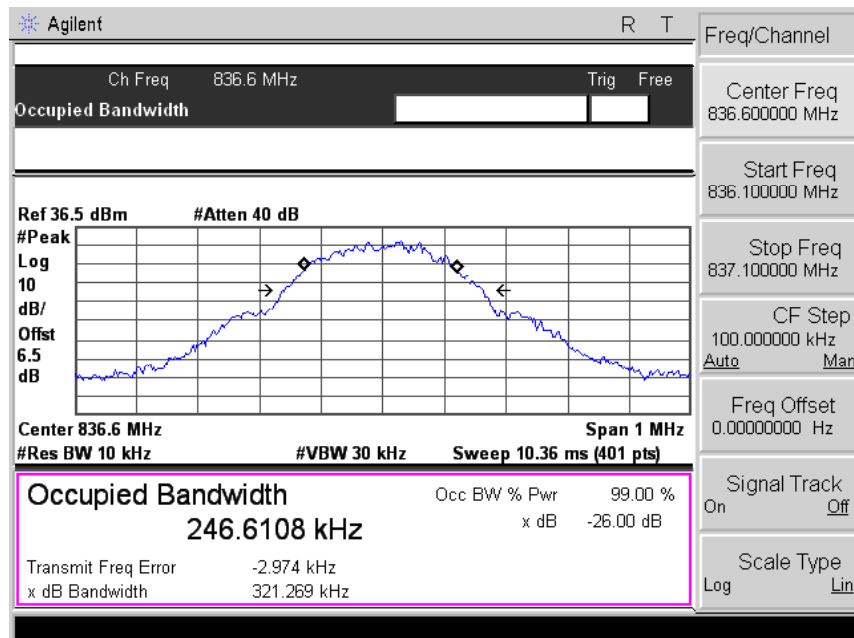 Agilent R T
Freq/Channel
Ch Freq 836.6 MHz Trig Free
Occupied Bandwidth
Center Freq
836.600000 MHz
Start Freq
836.100000 MHz
Ref 36.5 dBm #Atten 40 dB
#Peak
Log
10
dB/
Offst
6.5
dB
Center 836.6 MHz Span 1 MHz
#Res BW 10 kHz #VBW 30 kHz Sweep 10.36 ms (401 pts)
Stop Freq
837.100000 MHz
CF Step
100.000000 kHz
Auto Man
Freq Offset
0.00000000 Hz
Occupied Bandwidth Occ BW % Pwr 99.00 %
246.6108 kHz x dB -26.00 dB
Transmit Freq Error -2.974 kHz
x dB Bandwidth 321.269 kHz
Signal Track
On Off
Scale Type
Log Lin